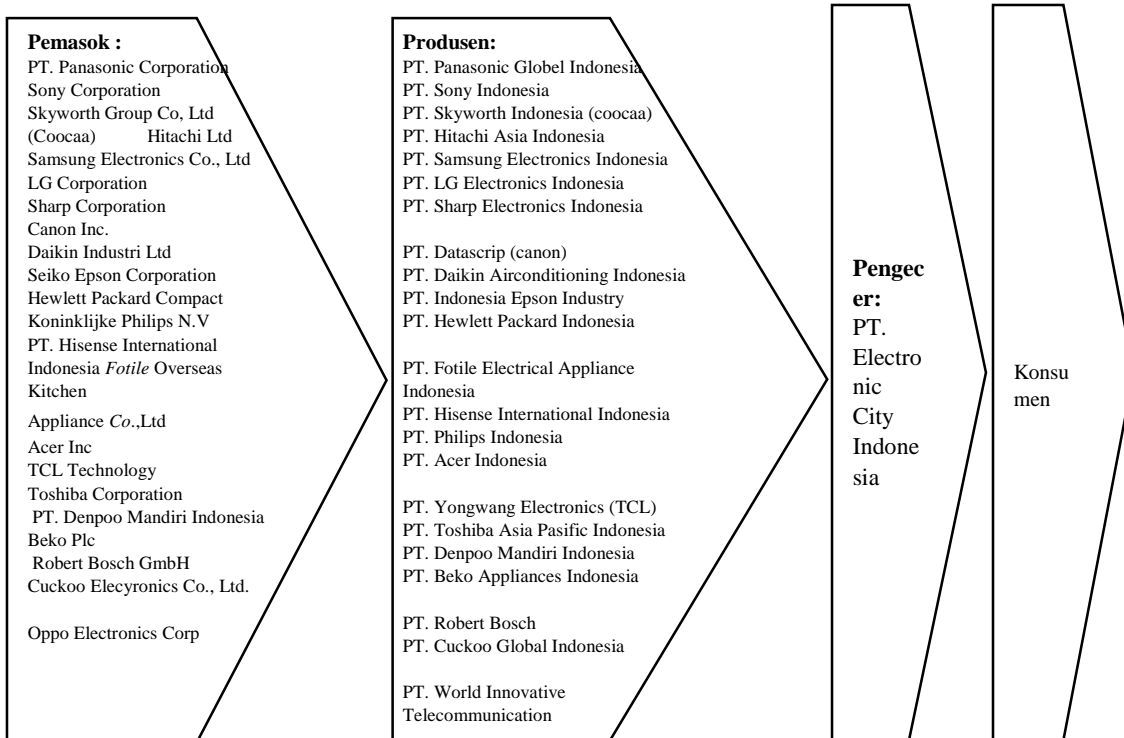 Pemasok :
PT. Panasonic Corporation
Sony Corporation
Skyworth Group Co, Ltd
(Coocaa) Hitachi Ltd
Samsung Electronics Co., Ltd
LG Corporation
Sharp Corporation
Canon Inc.
Daikin Industri Ltd
Seiko Epson Corporation
Hewlett Packard Compact
Koninklijke Philips N.V
PT. Hisense International
Indonesia Fotile Overseas
Kitchen
Appliance Co.,Ltd
Acer Inc
TCL Technology
Toshiba Corporation
PT. Denpoo Mandiri Indonesia
Beko Plc
Robert Bosch GmbH
Cuckoo Elecyronics Co., Ltd.
Oppo Electronics Corp
Produsen:
PT. Panasonic Globel Indonesia
PT. Sony Indonesia
PT. Skyworth Indonesia (coocaa)
PT. Hitachi Asia Indonesia
PT. Samsung Electronics Indonesia
PT. LG Electronics Indonesia
PT. Sharp Electronics Indonesia
PT. Datascrip (canon)
PT. Daikin Airconditioning Indonesia
PT. Indonesia Epson Industry
PT. Hewlett Packard Indonesia
PT. Fotile Electrical Appliance
Indonesia
PT. Hisense International Indonesia
PT. Philips Indonesia
PT. Acer Indonesia
PT. Yongwang Electronics (TCL)
PT. Toshiba Asia Pasific Indonesia
PT. Denpoo Mandiri Indonesia
PT. Beko Appliances Indonesia
PT. Robert Bosch
PT. Cuckoo Global Indonesia
PT. World Innovative
Telecommunication
Pengec
er:
PT.
Electro
nic
City
Indone
sia
Konsu
men